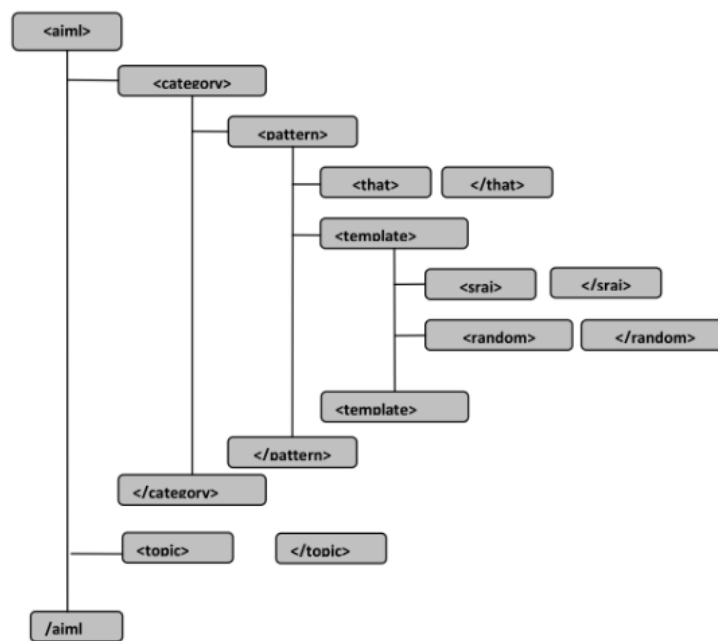 <aiml>
<category>
<pattern>
<that> </that>
<template>
<srai> </srai>
<random> </random>
<template>
</pattern>
</category>
<topic> </topic>
/aiml